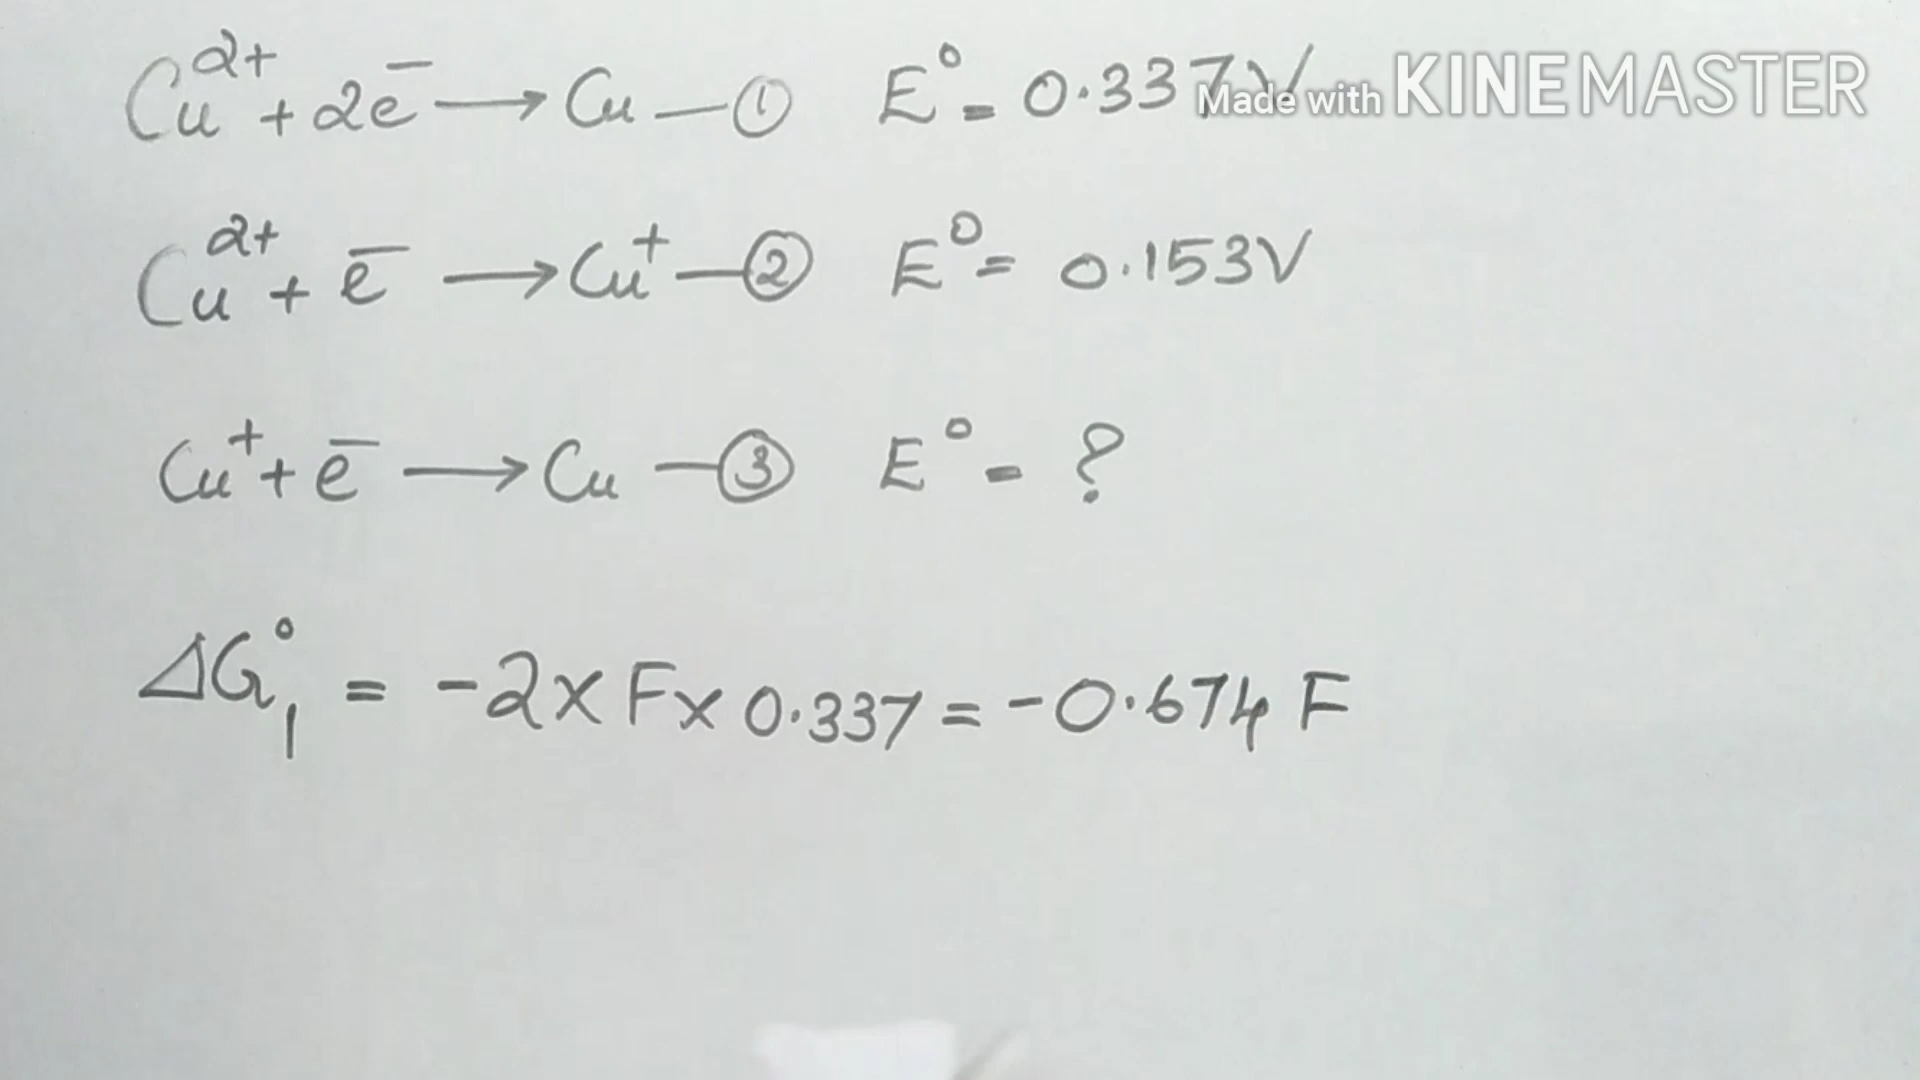 Cu²⁺ + 2e⁻ → Cu — ① E° = 0.337V
Made with KINEMASTER
Cu²⁺ + e⁻ → Cu⁺ — ② E° = 0.153V
Cu⁺ + e⁻ → Cu — ③ E° = ?
ΔG°₁ = -2 × F × 0.337 = -0.674 F